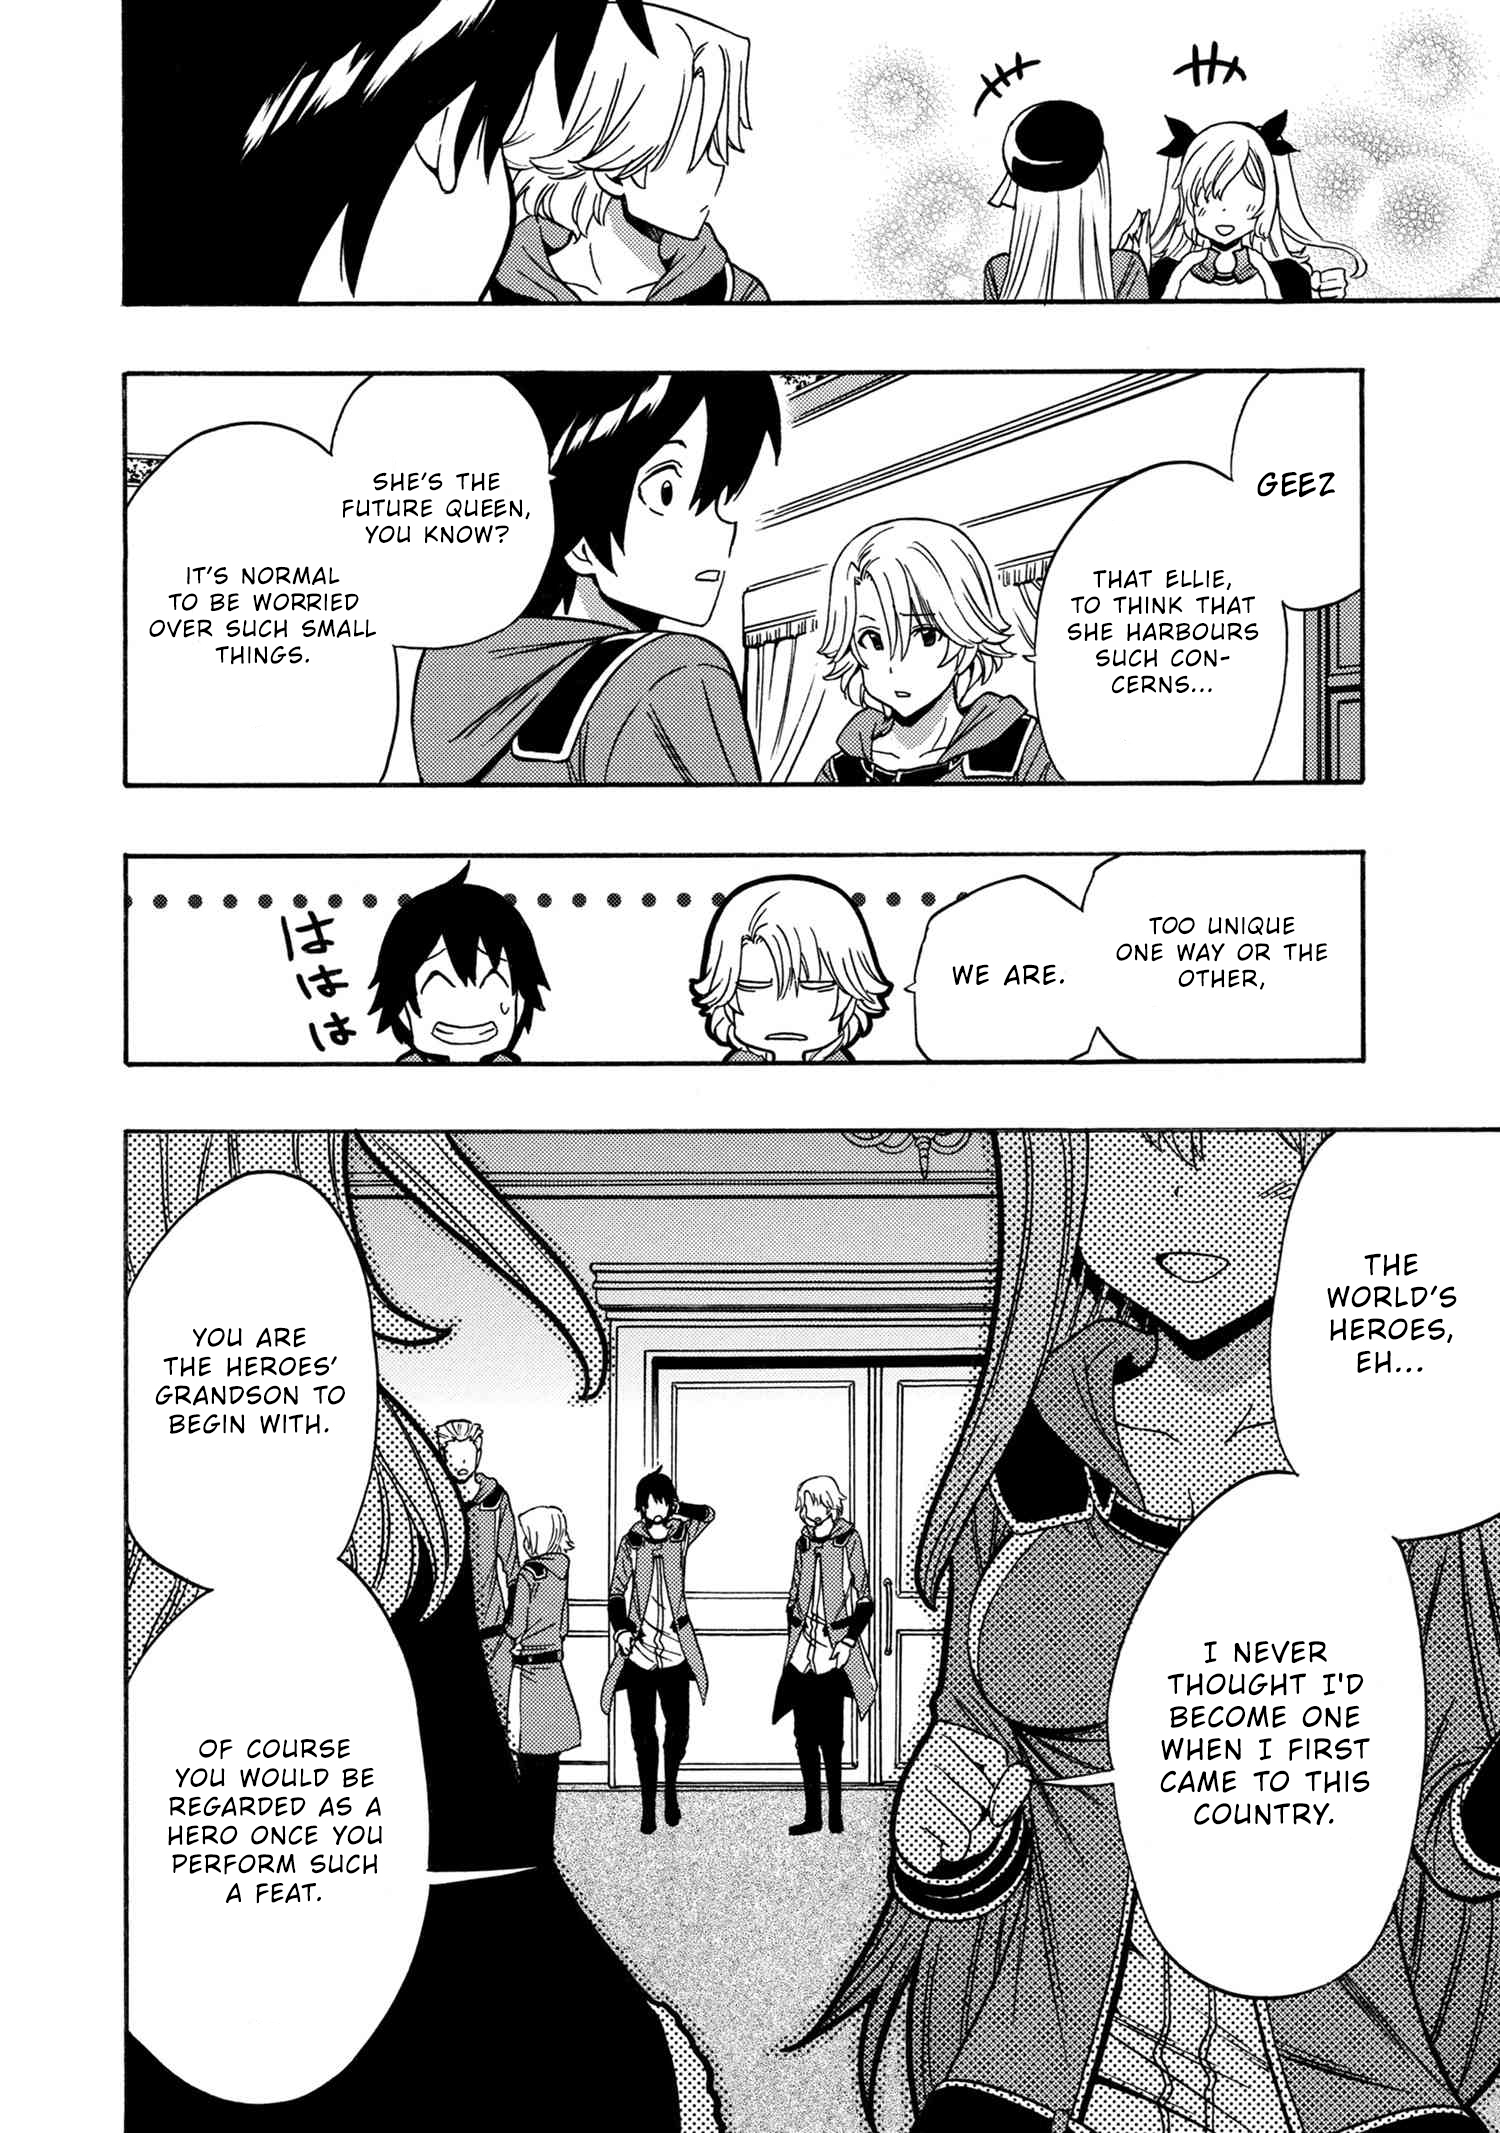 GEEZ
THAT ELLIE,
TO THINK THAT
SHE HARBOURS
SUCH CON-
CERNS...
SHE'S THE
FUTURE QUEEN,
YOU KNOW?
IT'S NORMAL
TO BE WORRIED
OVER SUCH SMALL
THINGS.
TOO UNIQUE
ONE WAY OR THE
OTHER,
WE ARE.
ははは
THE
WORLD'S
HEROES,
EH...
I NEVER
THOUGHT I'D
BECOME ONE
WHEN I FIRST
CAME TO THIS
COUNTRY.
YOU ARE
THE HEROES'
GRANDSON TO
BEGIN WITH.
OF COURSE
YOU WOULD BE
REGARDED AS A
HERO ONCE YOU
PERFORM SUCH
A FEAT.